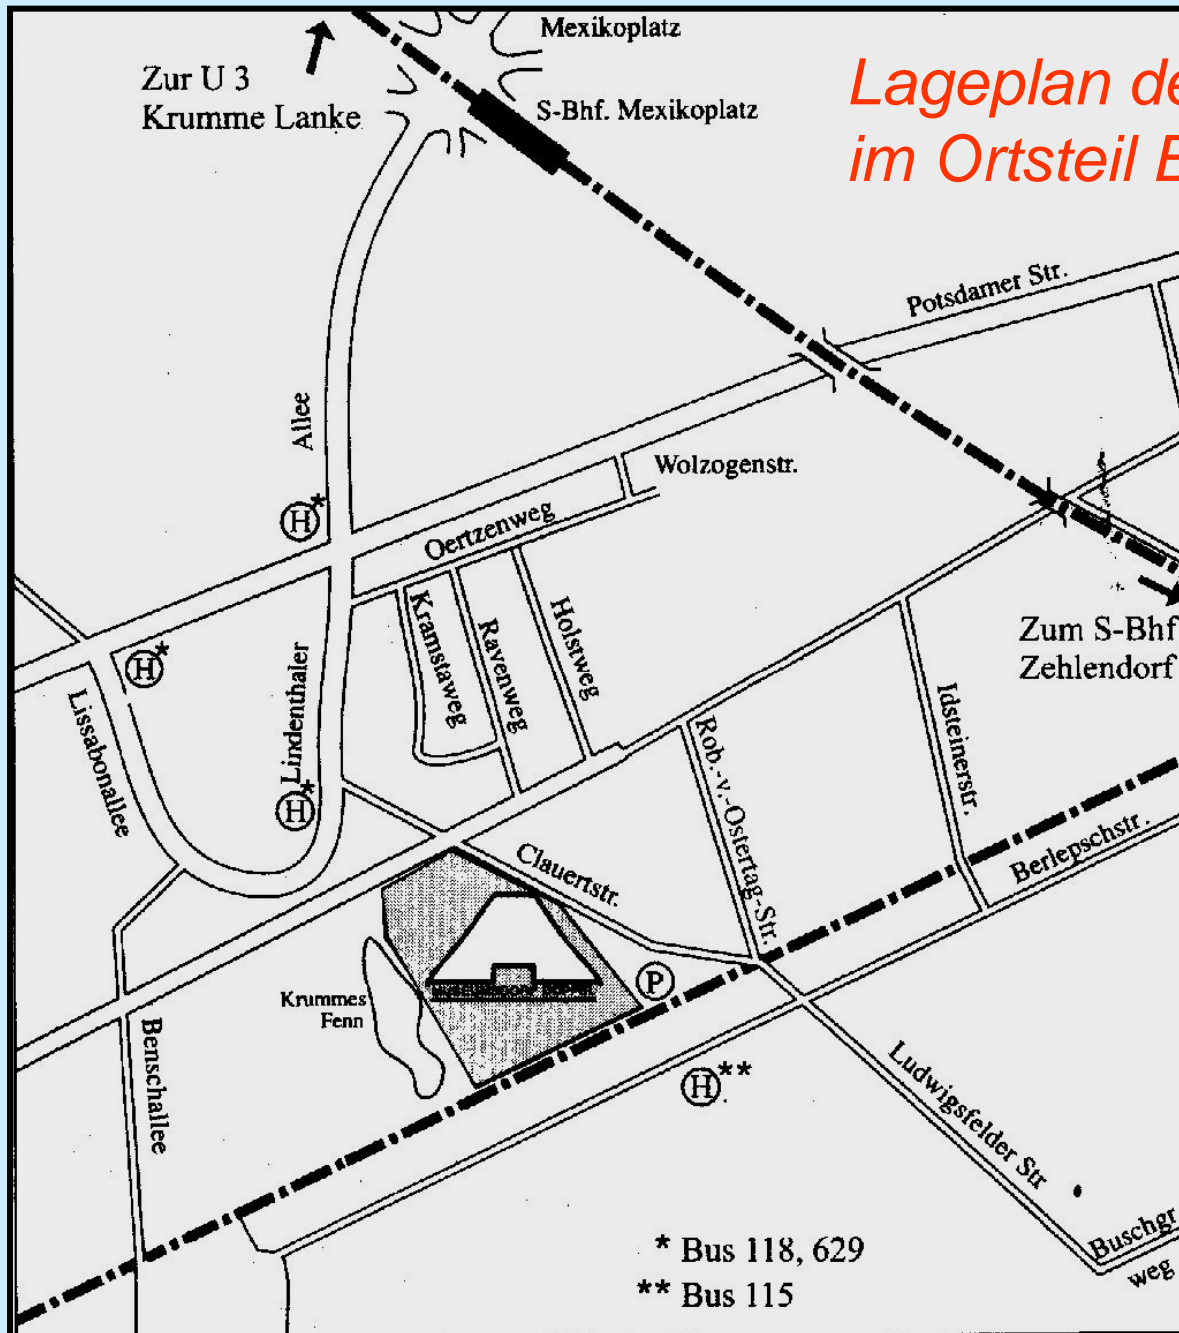 Mexikoplatz
Zur U 3
Krumme Lanke
S-Bhf. Mexikoplatz
Lageplan de
im Ortsteil B
Potsdamer Str.
Allee
Wolzogenstr.
H*
Oertzenweg
Kramstaweg
Ravenweg
Holstweg
Zum S-Bhf
Zehlendorf
H*
Lissabonallee
Lindenthaler
H*
Rob.-v.-Ostertag-Str.
Idsteinerstr.
Berlepschstr.
Clauertstr.
P
Krummes
Fenn
Benschallee
H**
Ludwigsfelder Str
Buschgr
weg
* Bus 118, 629
** Bus 115